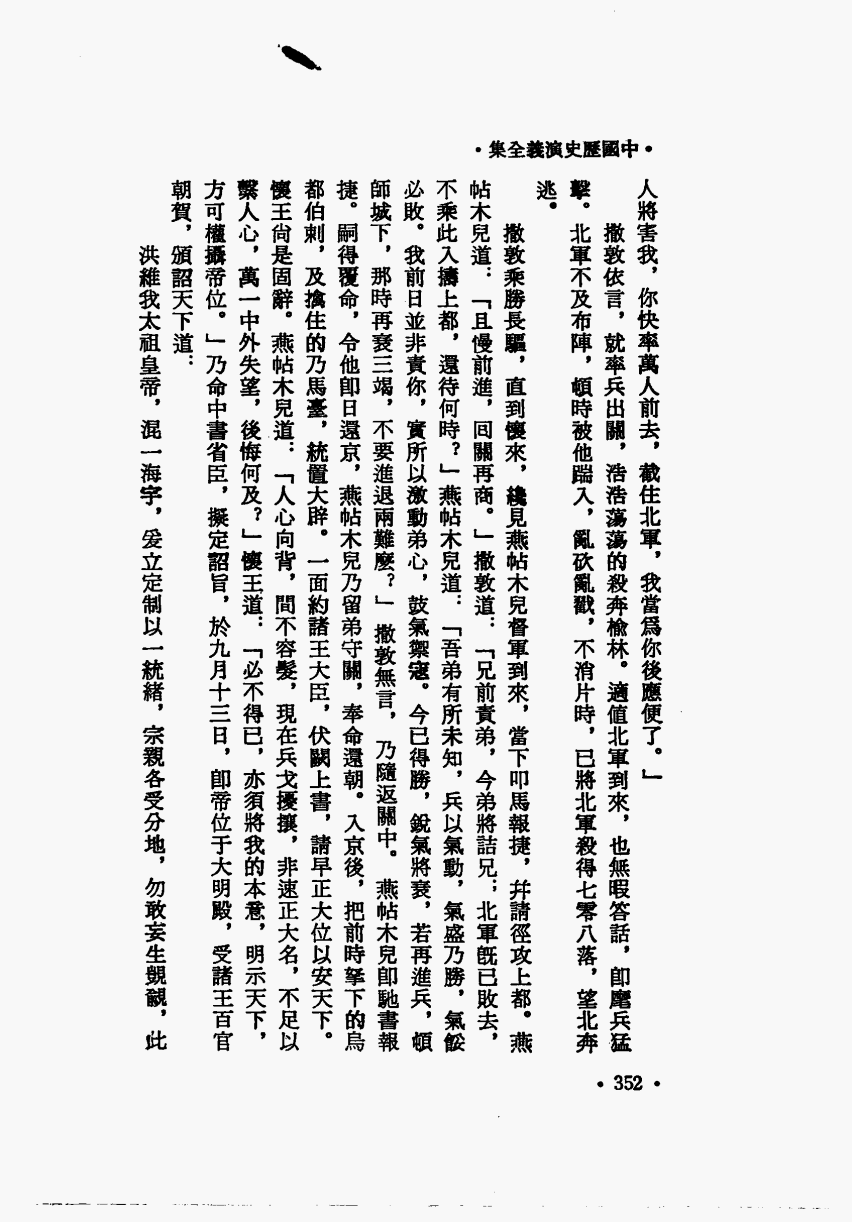 ・中國歷史演義全集・
人將害我，你快率萬人前去，截住北軍，我當爲你後應便了。」
撒敦依言，就率兵出關，浩浩蕩蕩的殺奔榆林。適值北軍到來，也無暇答話，卽麾兵猛
擊。北軍不及布陣，頓時被他踹入，亂砍亂戳，不消片時，已將北軍殺得七零八落，望北奔
逃。
撒敦乘勝長驅，直到懷來，纔見燕帖木兒督軍到來，當下叩馬報捷，幷請徑攻上都。燕
帖木兒道：「且慢前進，囘關再商。」撒敦道：「兄前責弟，今弟將詰兄；北軍旣已敗去，
不乘此入擣上都，還待何時？」燕帖木兒道：「吾弟有所未知，兵以氣動，氣盛乃勝，氣餒
必敗。我前日並非責你，實所以激動弟心，鼓氣禦寇。今已得勝，銳氣將衰，若再進兵，頓
師城下，那時再衰三竭，不要進退兩難麼？」撒敦無言，乃隨返關中。燕帖木兒卽馳書報
捷。嗣得覆命，令他卽日還京，燕帖木兒乃留弟守關，奉命還朝。入京後，把前時拏下的烏
都伯剌，及擒住的乃馬臺，統置大辟。一面約諸王大臣，伏闕上書，請早正大位以安天下。
懷王尙是固辭。燕帖木兒道：「人心向背，間不容髮，現在兵戈擾攘，非速正大名，不足以
繫人心，萬一中外失望，後悔何及？」懷王道：「必不得已，亦須將我的本意，明示天下，
方可權攝帝位。」乃命中書省臣，擬定詔旨，於九月十三日，卽帝位于大明殿，受諸王百官
朝賀，頒詔天下道：
洪維我太祖皇帝，混一海宇，爰立定制以一統緒，宗親各受分地，勿敢妄生覬覦，此
・352・